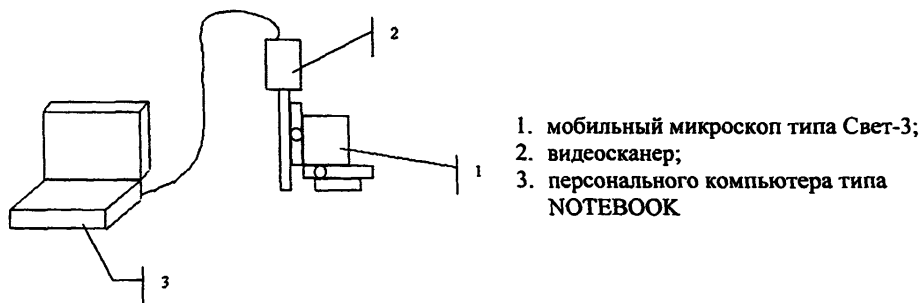 2
1
3
1. мобильный микроскоп типа Свет-3;
2. видеосканер;
3. персонального компьютера типа
NOTEBOOK